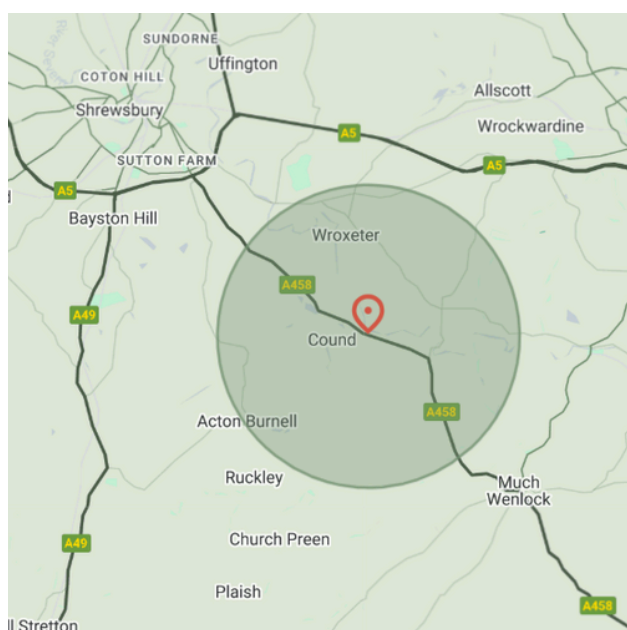 SUNDORNE
Uffington
COTON HILL
Allscott
Shrewsbury
Wrockwardine
A5
SUTTON FARM
A5
A5
Bayston Hill
Wroxeter
A458
A49
Cound
A458
Acton Burnell
Ruckley
Much
Wenlock
Church Preen
A49
Plaish
A458
ll Stretton